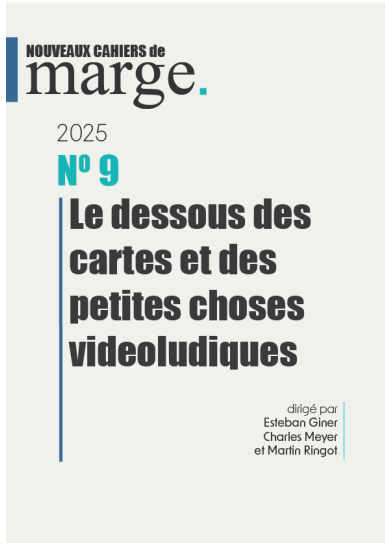 NOUVEAUX CAHIERS de
marge.
2025
Nº 9
Le dessous des
cartes et des
petites choses
videoludiques
dirigé par
Esteban Giner
Charles Meyer
et Martin Ringot